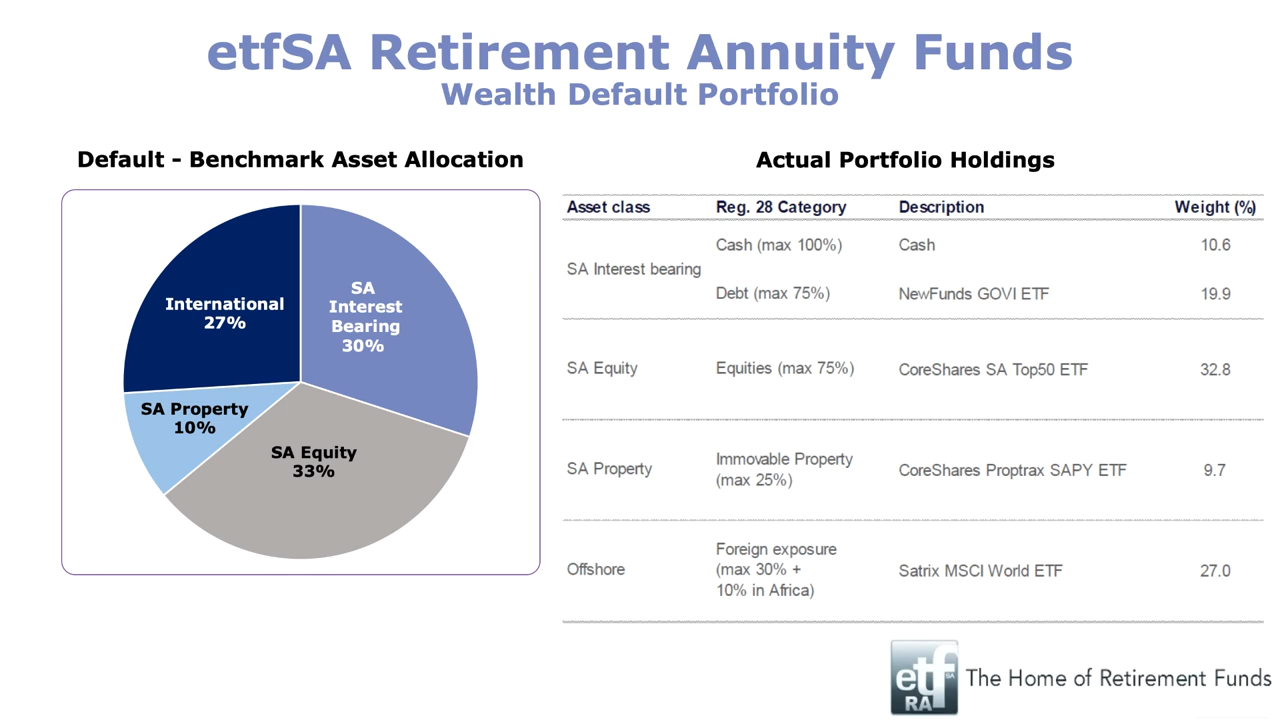 etfSA Retirement Annuity Funds
Wealth Default Portfolio
Default - Benchmark Asset Allocation
International
27%
SA
Interest
Bearing
30%
SA Property
10%
SA Equity
33%
Actual Portfolio Holdings
Asset class Reg. 28 Category Description Weight (%)
SA Interest bearing
Cash (max 100%) Cash 10.6
Debt (max 75%) NewFunds GOVI ETF 19.9
SA Equity Equities (max 75%) CoreShares SA Top50 ETF 32.8
SA Property Immovable Property
(max 25%) CoreShares Proptrax SAPY ETF 9.7
Offshore Foreign exposure
(max 30% +
10% in Africa) Satrix MSCI World ETF 27.0
etf SA
RA
The Home of Retirement Funds